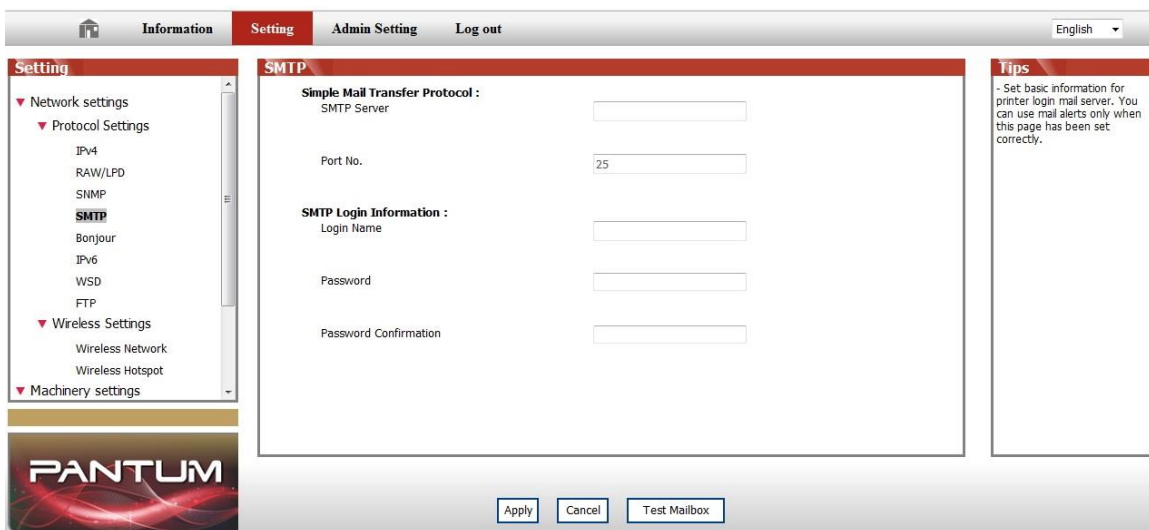 Information Setting Admin Setting Log out English
Setting
Network settings
Protocol Settings
IPv4
RAW/LPD
SNMP
SMTP
Bonjour
IPv6
WSD
FTP
Wireless Settings
Wireless Network
Wireless Hotspot
Machinery settings
PANTUM
SMTP
Simple Mail Transfer Protocol :
SMTP Server
Port No. 25
SMTP Login Information :
Login Name
Password
Password Confirmation
Apply Cancel Test Mailbox
Tips
- Set basic information for
printer login mail server. You
can use mail alerts only when
this page has been set
correctly.